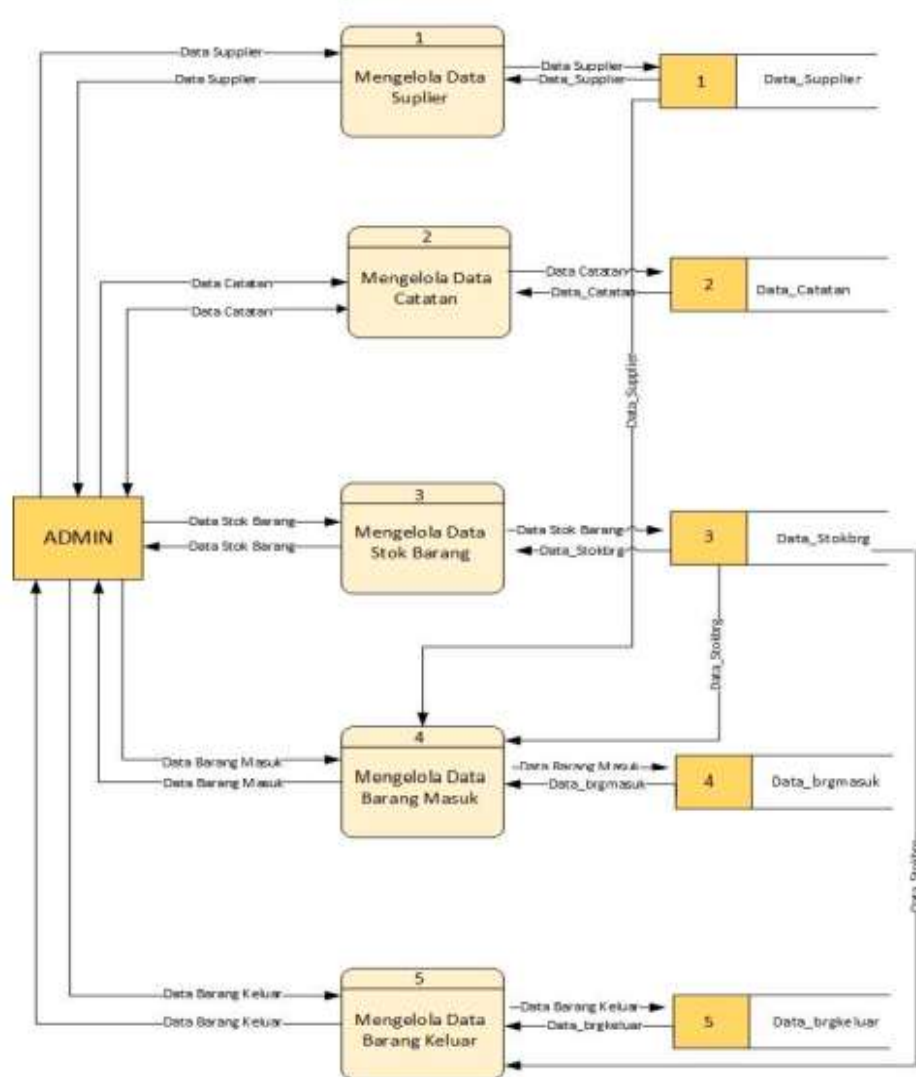 1
Data Supplier
Data Supplier
Mengelola Data
Suplier
Data Supplier
Data_Supplier
1
Data_Supplier
2
Data Catatan
Data Catatan
Mengelola Data
Catatan
Data Catatan
Data_Catatan
2
Data_Catatan
Data_Supplier
ADMIN
3
Data Stok Barang
Data Stok Barang
Mengelola Data
Stok Barang
Data Stok Barang
Data_Stokbrg
3
Data_Stokbrg
Data_Stokbrg
4
Data Barang Masuk
Data Barang Masuk
Mengelola Data
Barang Masuk
Data Barang Masuk
Data_brgmasuk
4
Data_brgmasuk
Data_Stokbrg
5
Data Barang Keluar
Data Barang Keluar
Mengelola Data
Barang Keluar
Data Barang Keluar
Data_brgkeluar
5
Data_brgkeluar